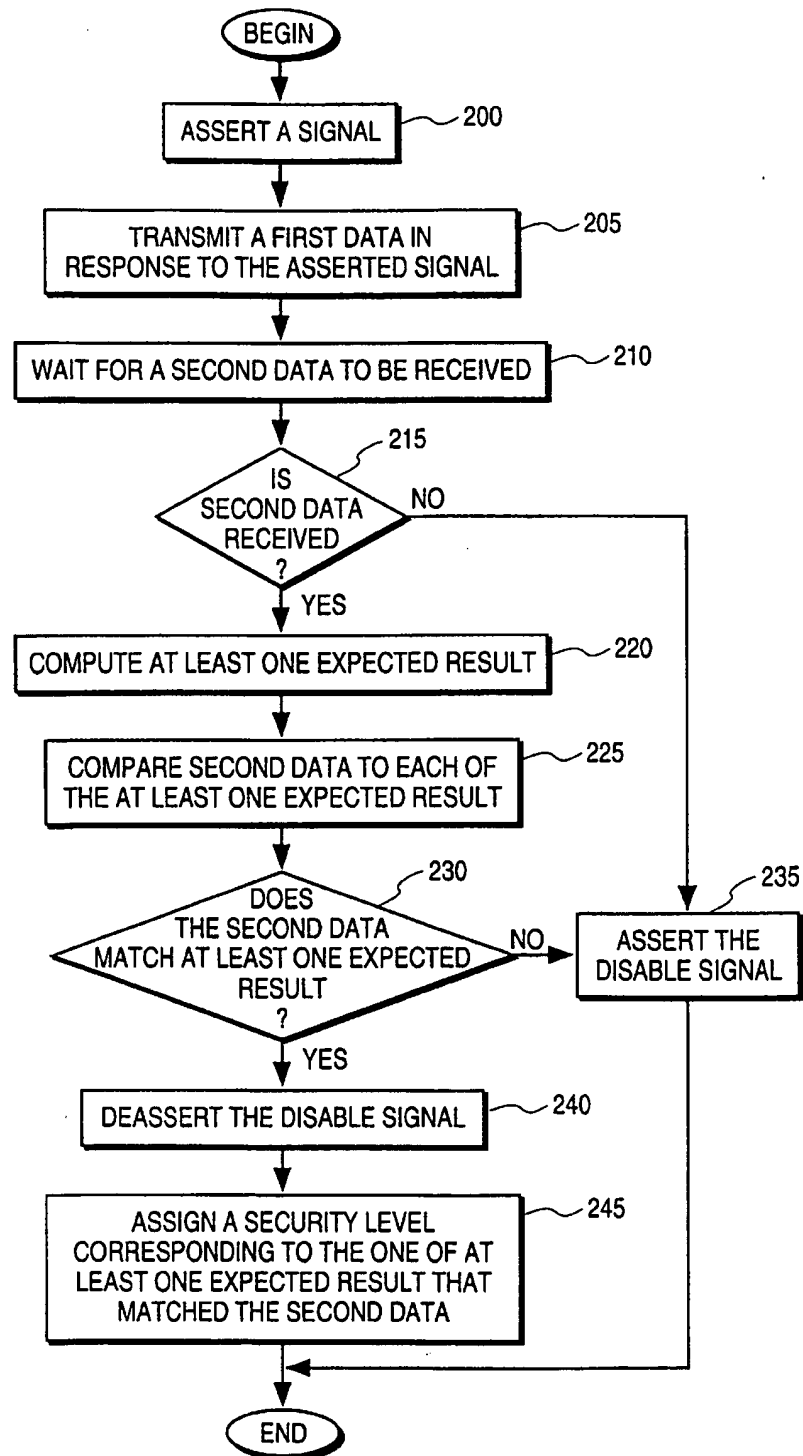 BEGIN
ASSERT A SIGNAL
200
TRANSMIT A FIRST DATA IN
RESPONSE TO THE ASSERTED SIGNAL
205
WAIT FOR A SECOND DATA TO BE RECEIVED
210
215
IS
SECOND DATA
RECEIVED
?
NO
YES
COMPUTE AT LEAST ONE EXPECTED RESULT
220
COMPARE SECOND DATA TO EACH OF
THE AT LEAST ONE EXPECTED RESULT
225
230
DOES
THE SECOND DATA
MATCH AT LEAST ONE EXPECTED
RESULT
?
NO
235
ASSERT THE
DISABLE SIGNAL
YES
DEASSERT THE DISABLE SIGNAL
240
ASSIGN A SECURITY LEVEL
CORRESPONDING TO THE ONE OF AT
LEAST ONE EXPECTED RESULT THAT
MATCHED THE SECOND DATA
245
END